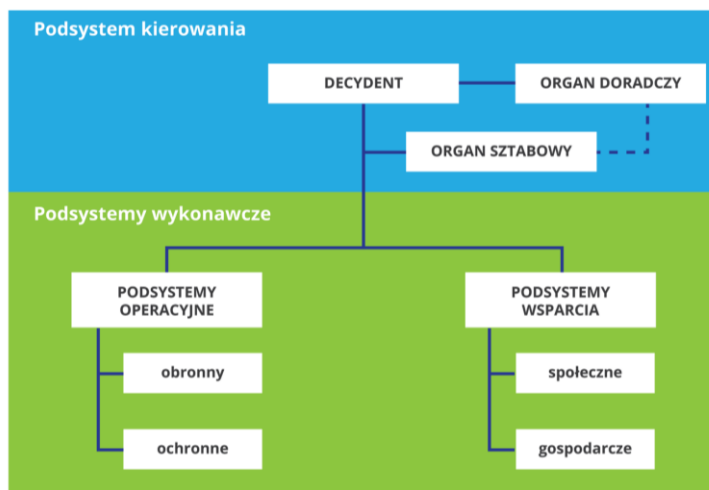 Podsystem kierowania
DECYDENT
ORGAN DORADCZY
ORGAN SZTABOWY
Podsystemy wykonawcze
PODSYSTEMY
OPERACYJNE
obronny
ochronne
PODSYSTEMY
WSPARCIA
społeczne
gospodarcze